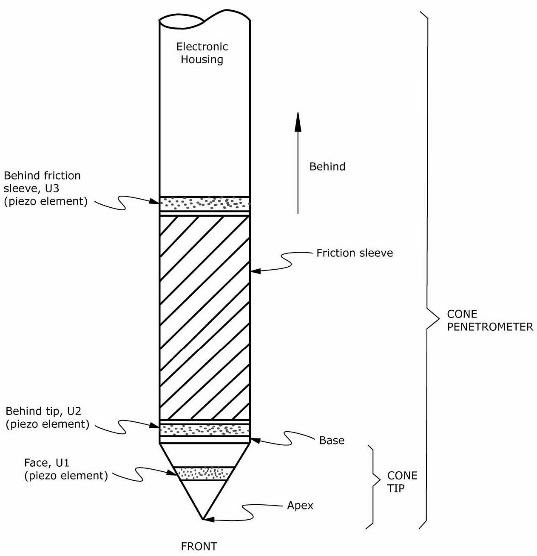 Electronic
Housing
Behind
Behind friction
sleeve, U3
(piezo element)
Friction sleeve
CONE
PENETROMETER
Behind tip, U2
(piezo element)
Base
Face, U1
(piezo element)
CONE
TIP
Apex
FRONT